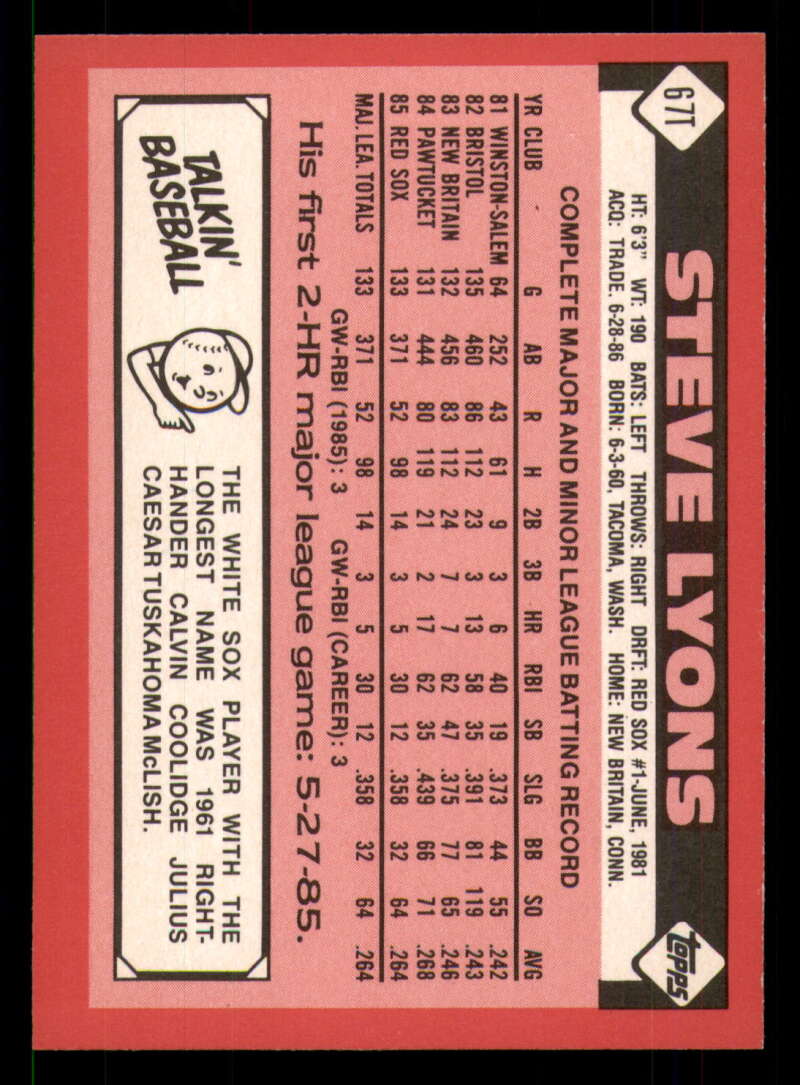 67T
STEVE LYONS
topps
HT: 6'3" WT: 190 BATS: LEFT THROWS: RIGHT DRFT: RED SOX #1-JUNE, 1981
ACQ: TRADE, 6-28-86 BORN: 6-3-60, TACOMA, WASH. HOME: NEW BRITAIN, CONN.
COMPLETE MAJOR AND MINOR LEAGUE BATTING RECORD
YR CLUB G AB R H 2B 3B HR RBI SB SLG BB SO AVG
81 WINSTON-SALEM 64 252 43 61 9 3 6 40 19 .373 44 55 .242
82 BRISTOL 135 460 86 112 23 3 13 58 35 .391 81 119 .243
83 NEW BRITAIN 132 456 83 112 24 7 7 62 47 .375 77 65 .246
84 PAWTUCKET 131 444 80 119 21 2 17 62 35 .439 66 71 .268
85 RED SOX 133 371 52 98 14 3 5 30 12 .358 32 64 .264
MAJ. LEA. TOTALS 133 371 52 98 14 3 5 30 12 .358 32 64 .264
GW-RBI (1985): 3 GW-RBI (CAREER): 3
His first 2-HR major league game: 5-27-85.
TALKIN'
BASEBALL
THE WHITE SOX PLAYER WITH THE
LONGEST NAME WAS 1961 RIGHT-
HANDER CALVIN COOLIDGE JULIUS
CAESAR TUSKAHOMA McLISH.